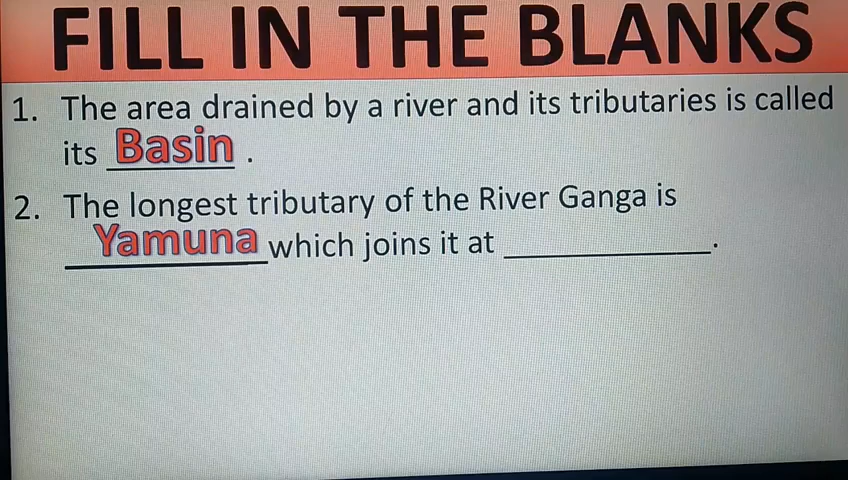 FILL IN THE BLANKS
1. The area drained by a river and its tributaries is called
its Basin .
2. The longest tributary of the River Ganga is
Yamuna which joins it at ____________.